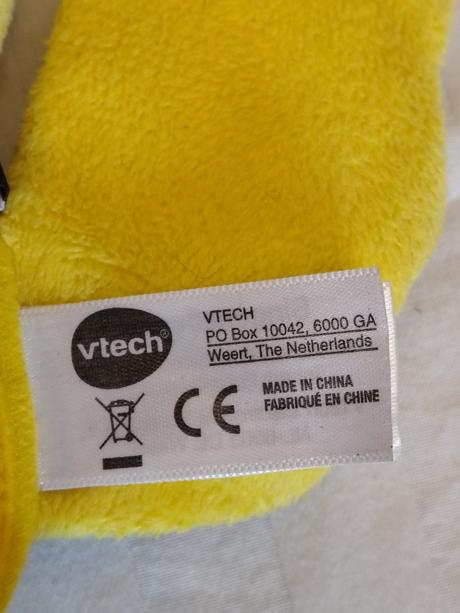 vtech®
VTECH
PO Box 10042, 6000 GA
Weert, The Netherlands
CE
MADE IN CHINA
FABRIQUÉ EN CHINE